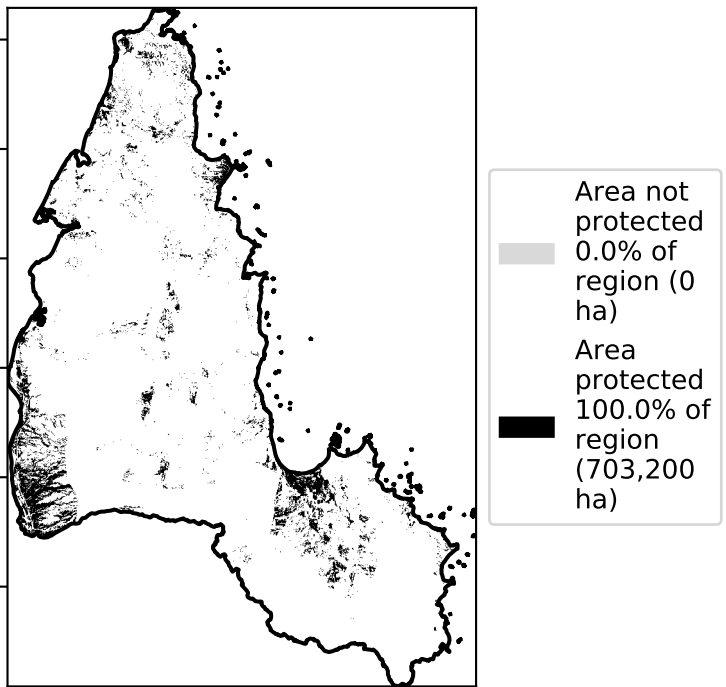 Area not
protected
0.0% of
region (0
ha)
Area
protected
100.0% of
region
(703,200
ha)